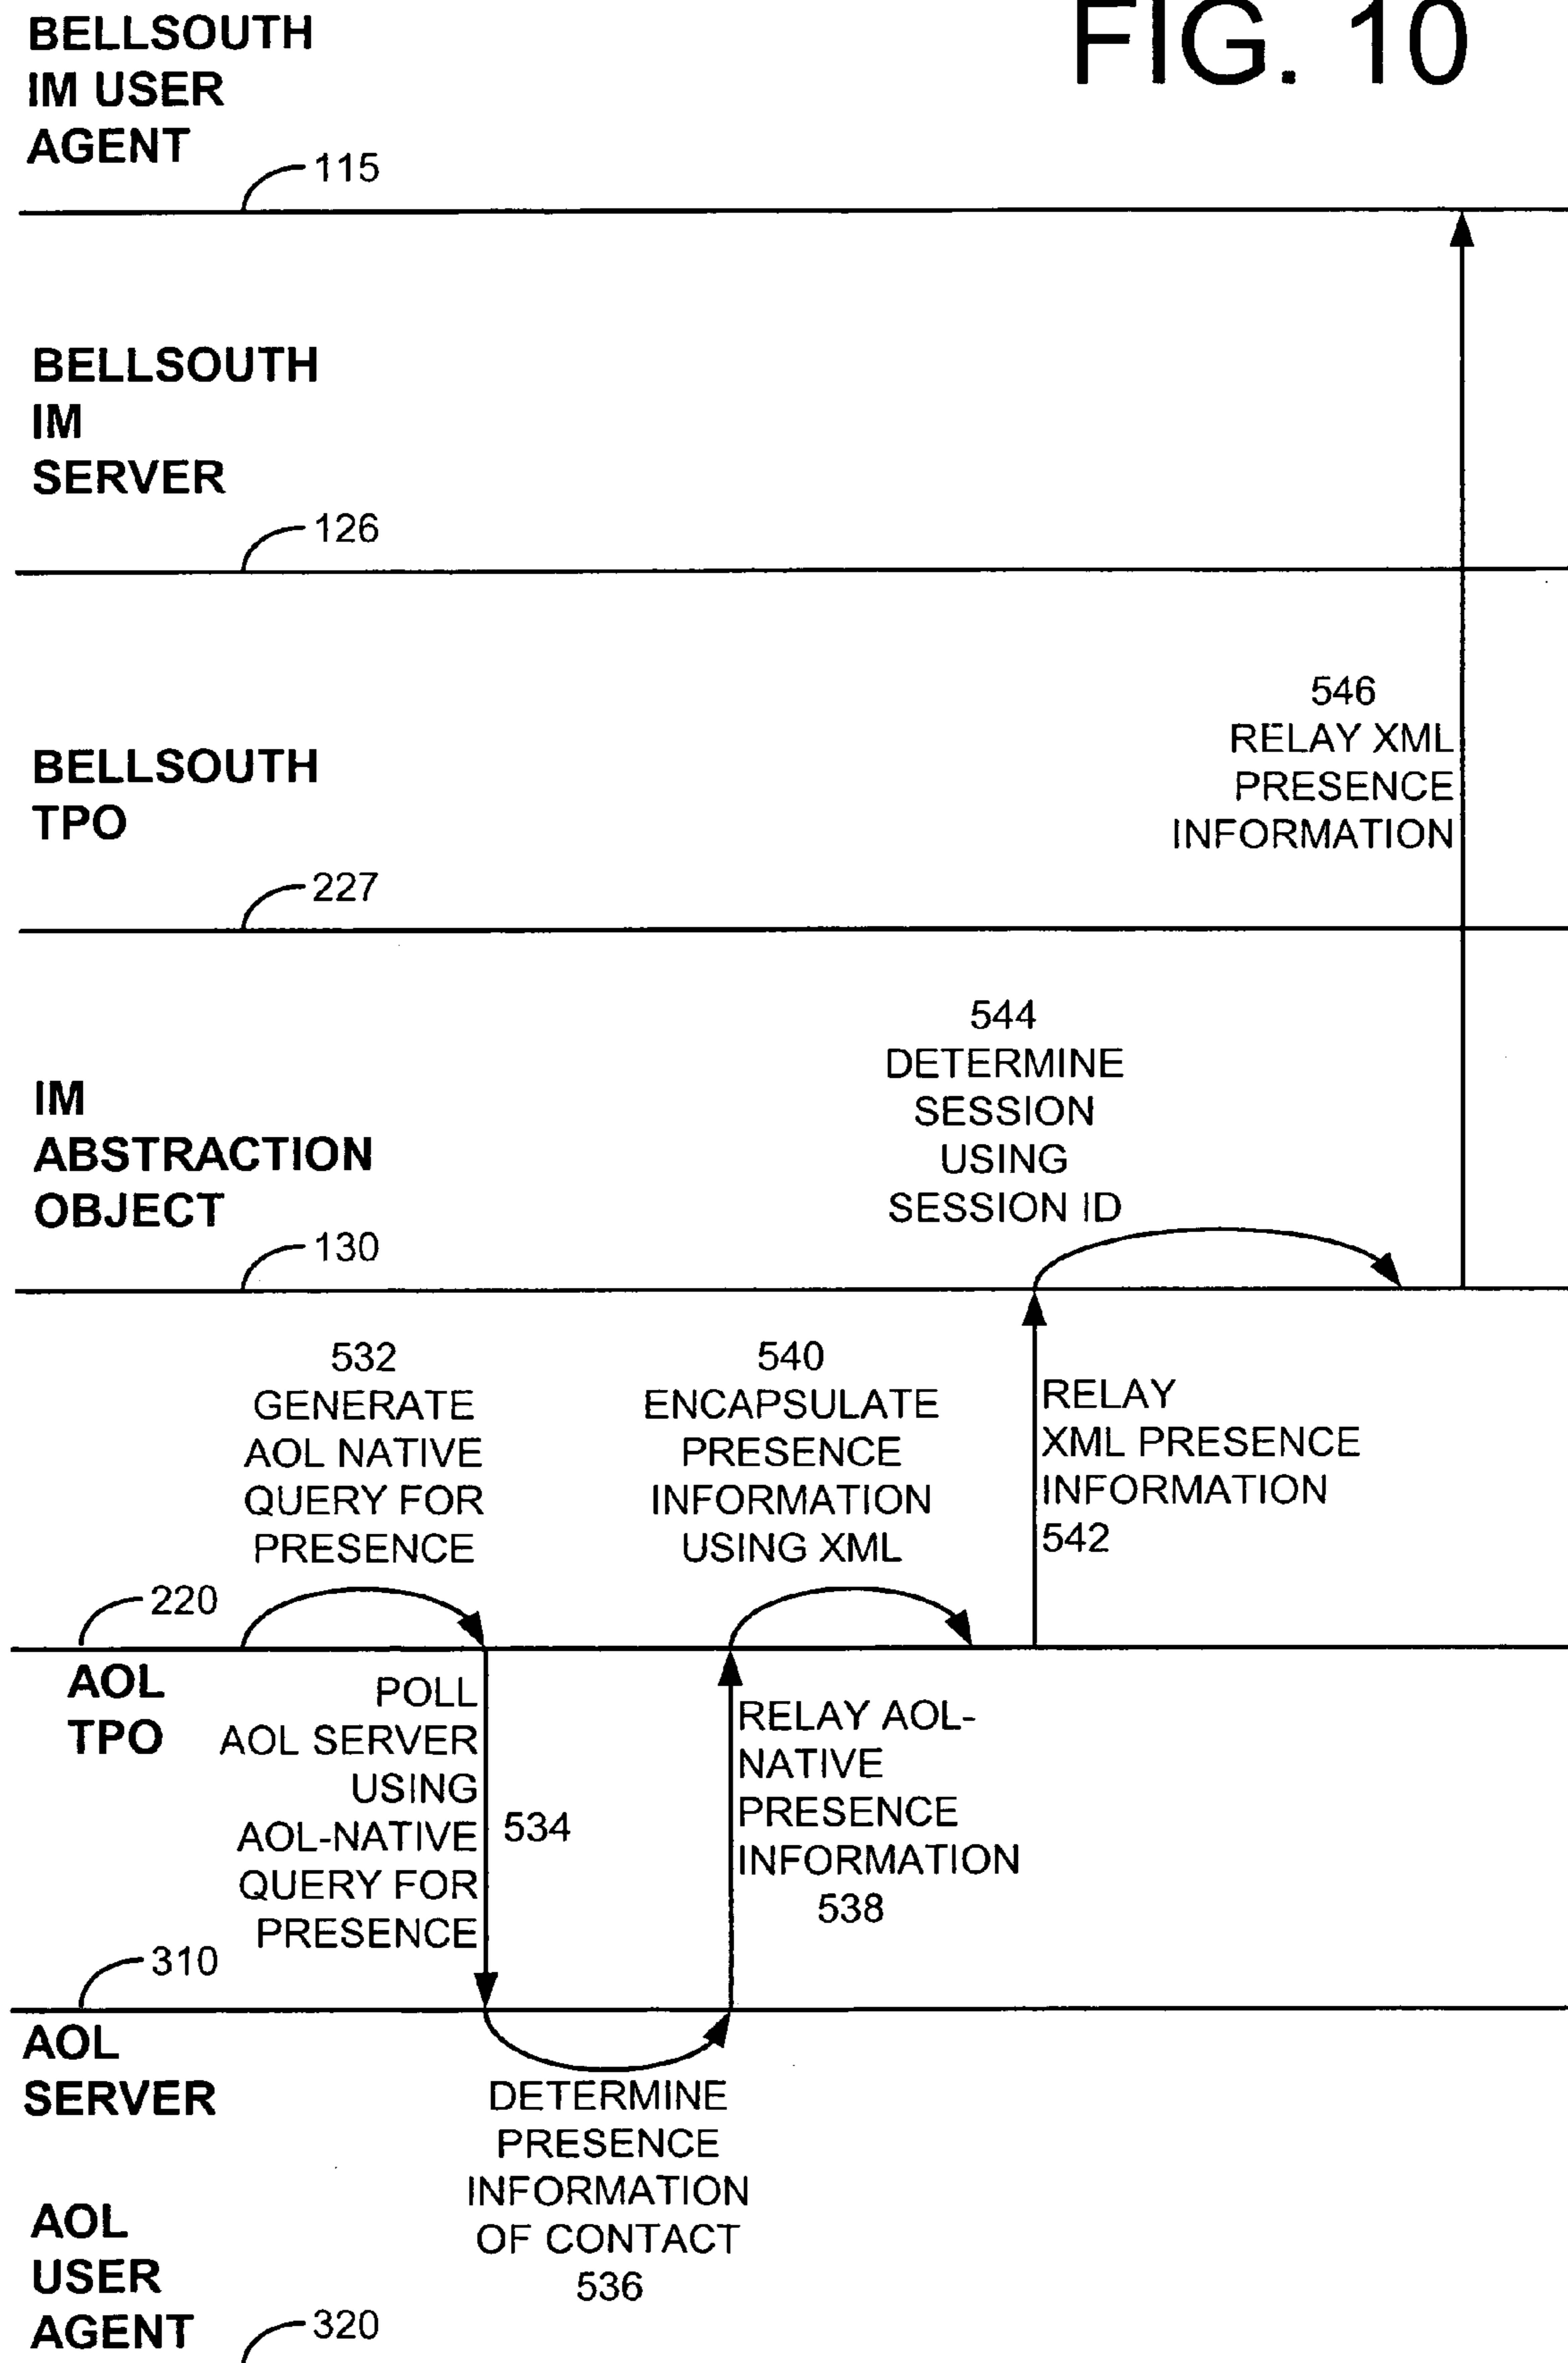 FIG. 10
BELLSOUTH
IM USER
AGENT
115
BELLSOUTH
IM
SERVER
126
546
RELAY XML
PRESENCE
INFORMATION
BELLSOUTH
TPO
227
544
DETERMINE
SESSION
USING
SESSION ID
IM
ABSTRACTION
OBJECT
130
532
GENERATE
AOL NATIVE
QUERY FOR
PRESENCE
540
ENCAPSULATE
PRESENCE
INFORMATION
USING XML
RELAY
XML PRESENCE
INFORMATION
542
220
AOL
TPO
POLL
AOL SERVER
USING
AOL-NATIVE
QUERY FOR
PRESENCE
534
RELAY AOL-
NATIVE
PRESENCE
INFORMATION
538
310
AOL
SERVER
DETERMINE
PRESENCE
INFORMATION
OF CONTACT
536
AOL
USER
AGENT
320